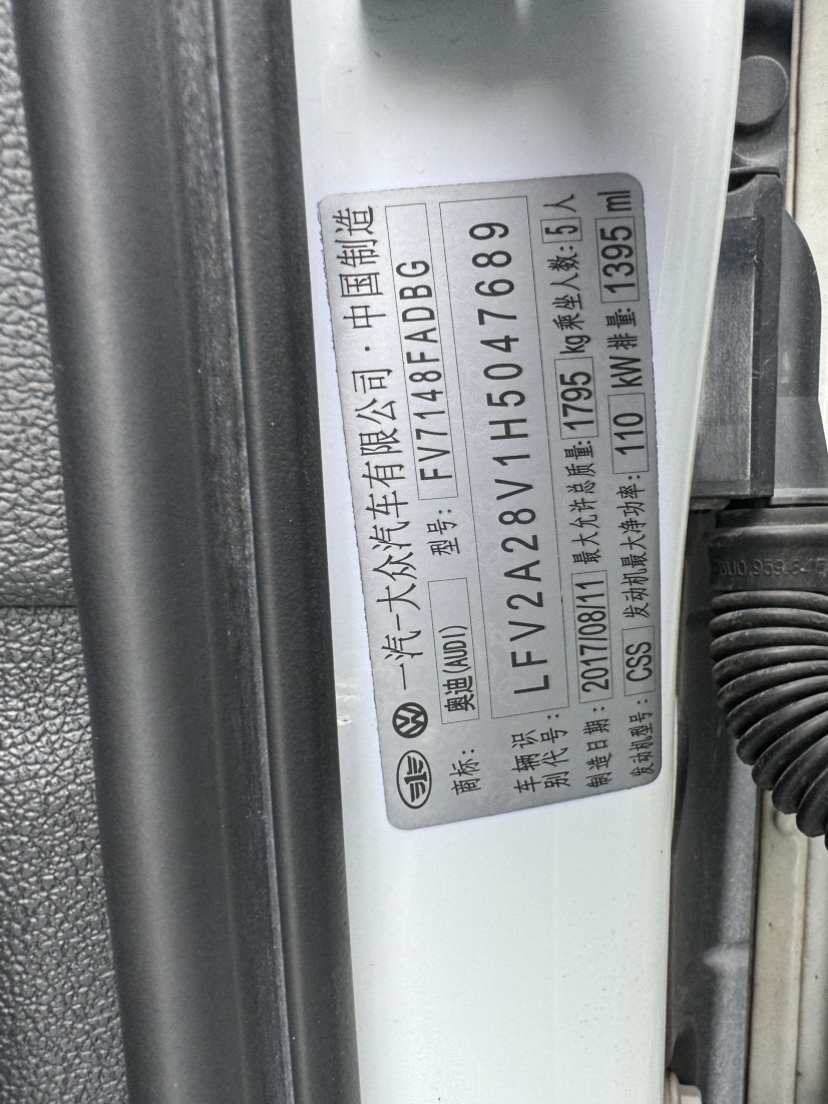 一汽-大众汽车有限公司·中国制造
商标: 奥迪(AUDI) 型号: FV7148FADBG
车辆识别代号: LFV2A28V1H5047689
制造日期: 2017/08/11 最大允许总质量: 1795 kg 乘坐人数: 5 人
发动机型号: CSS 发动机最大净功率: 110 kW 排量: 1395 ml